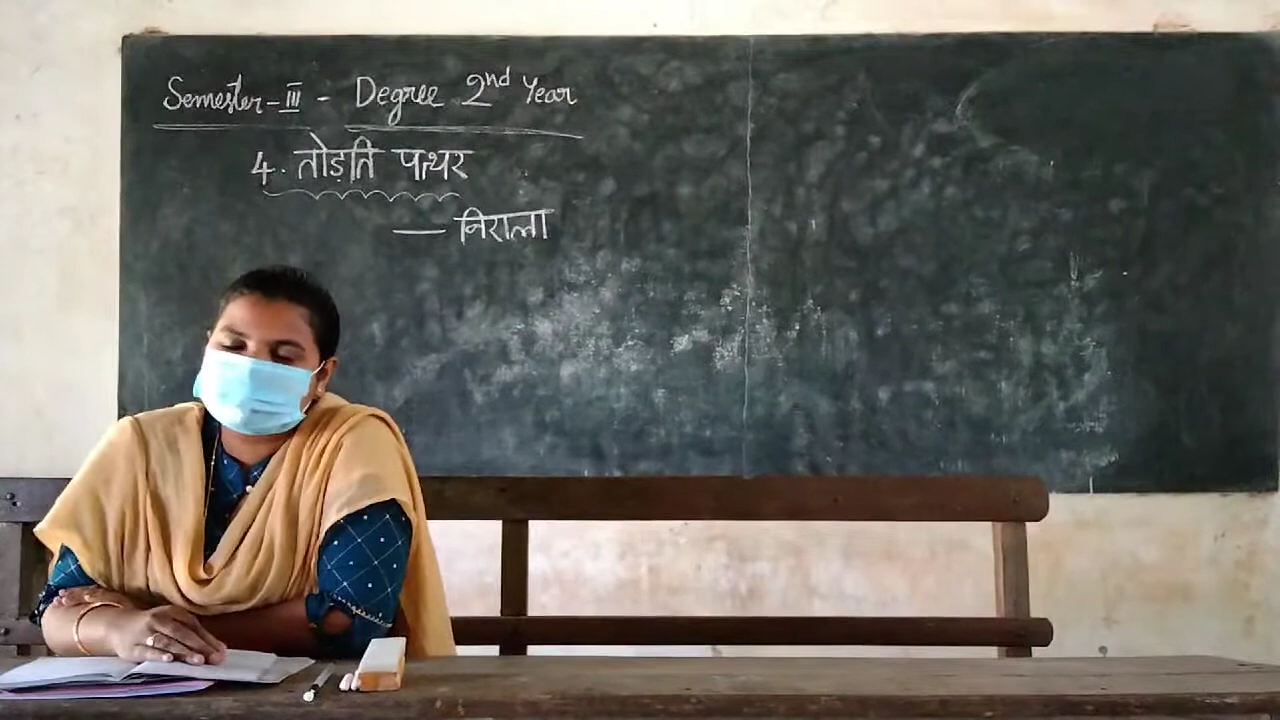 Semester-III - Degree 2nd Year
4. तोड़ति पत्थर
— निराला